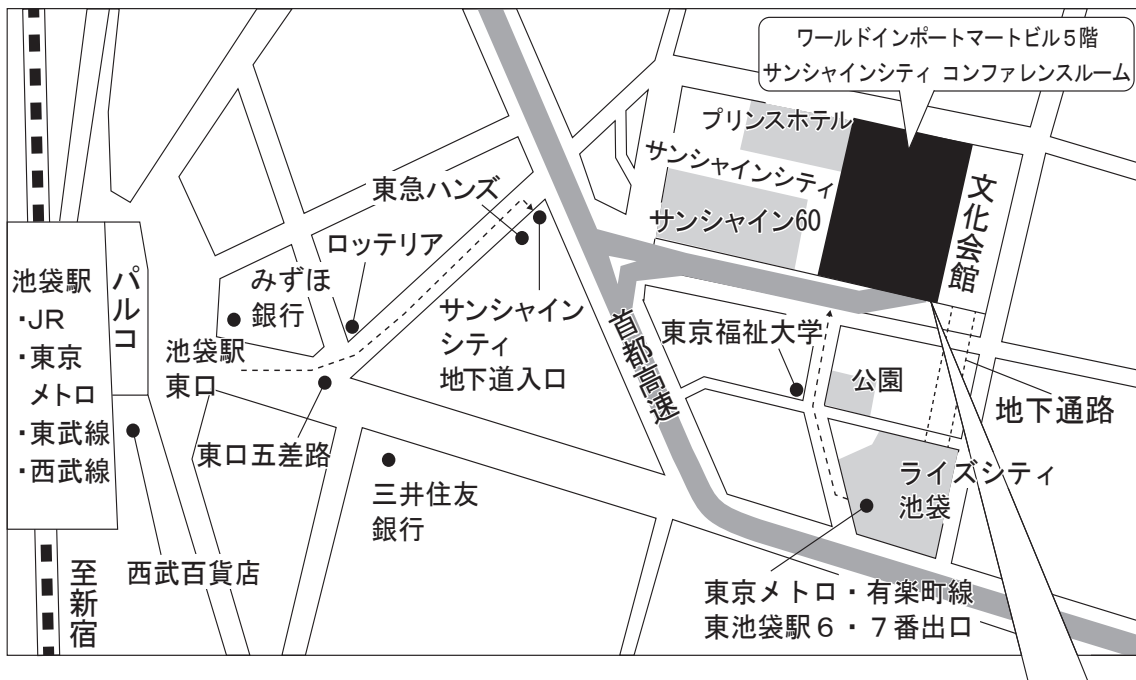 ワールドインポートマートビル5階
サンシャインシティ コンファレンスルーム
プリンスホテル
サンシャインシティ
サンシャイン60
文化会館
東急ハンズ
ロッテリア
みずほ
銀行
パルコ
池袋駅
・JR
・東京
メトロ
・東武線
・西武線
池袋駅
東口
サンシャイン
シティ
地下道入口
首都高速
東京福祉大学
公園
地下通路
東口五差路
三井住友
銀行
ライズシティ
池袋
西武百貨店
至新宿
東京メトロ・有楽町線
東池袋駅6・7番出口